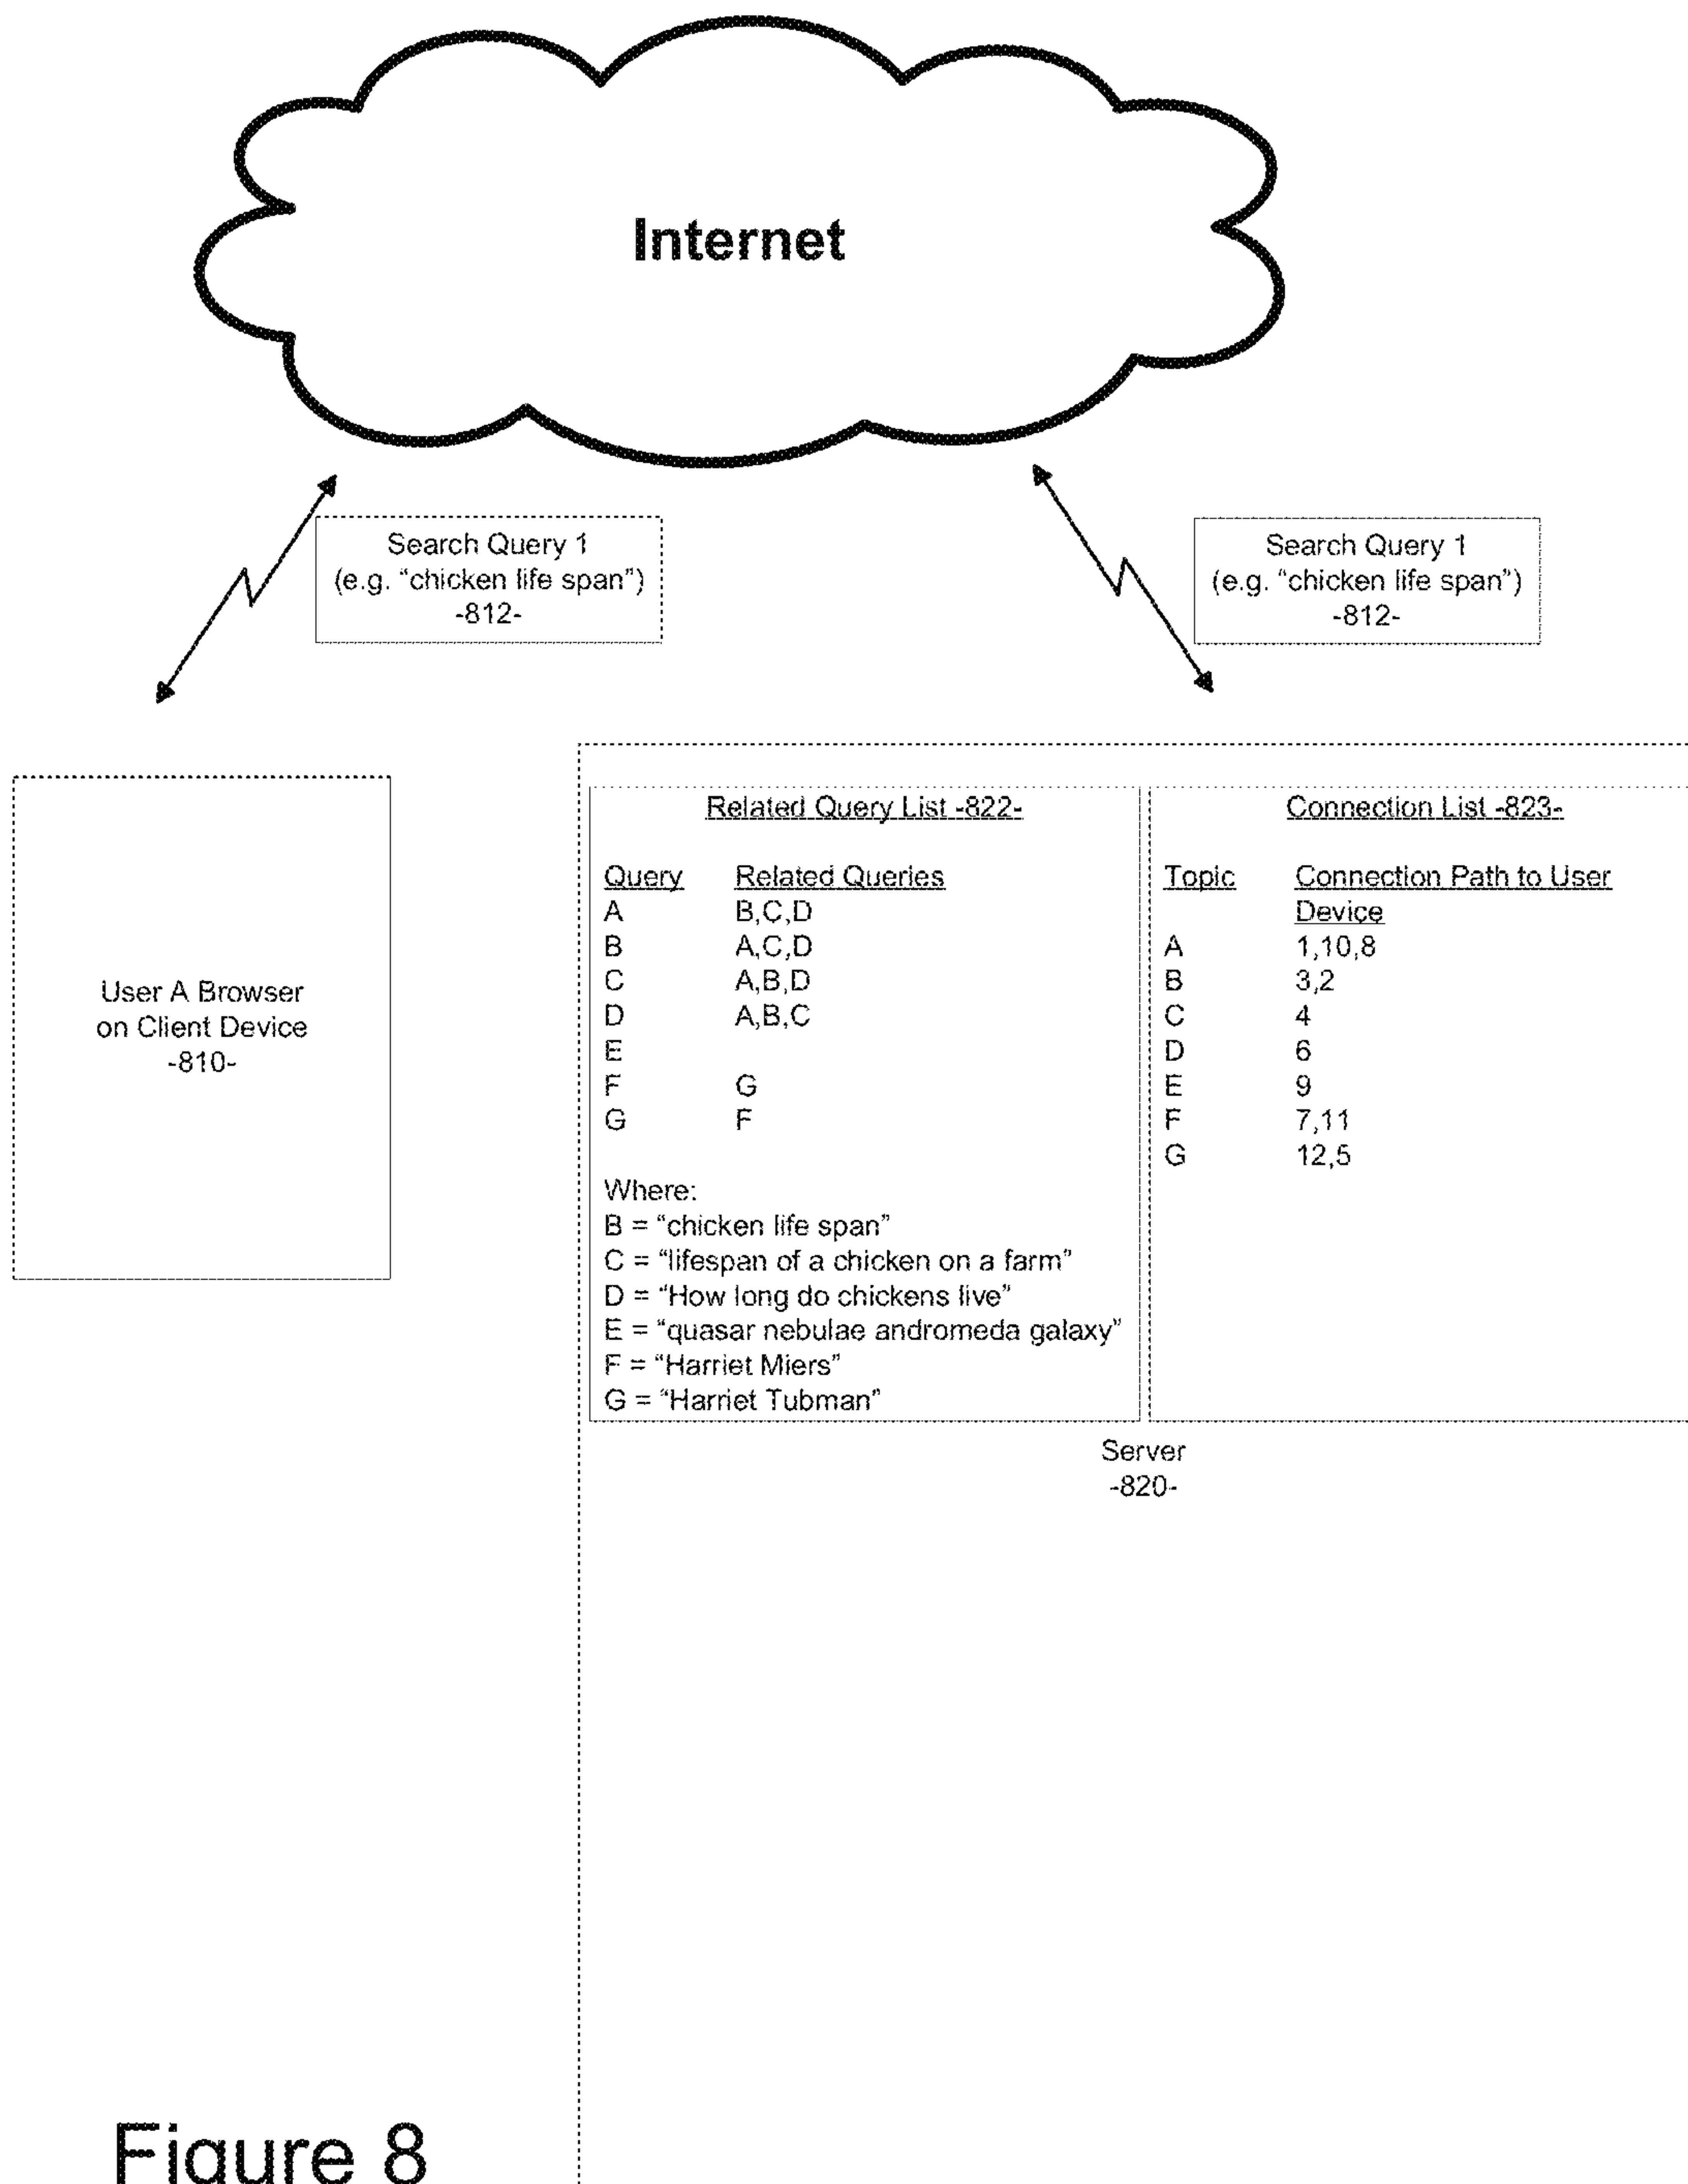 Internet
Search Query 1
(e.g. “chicken life span”)
-812-
Search Query 1
(e.g. “chicken life span”)
-812-
User A Browser
on Client Device
-810-
Related Query List -822-
Query Related Queries
A B,C,D
B A,C,D
C A,B,D
D A,B,C
E
F G
G F
Where:
B = “chicken life span”
C = “lifespan of a chicken on a farm”
D = “How long do chickens live”
E = “quasar nebulae andromeda galaxy”
F = “Harriet Miers”
G = “Harriet Tubman”
Connection List -823-
Topic Connection Path to User
Device
A 1,10,8
B 3,2
C 4
D 6
E 9
F 7,11
G 12,5
Server
-820-
Figure 8